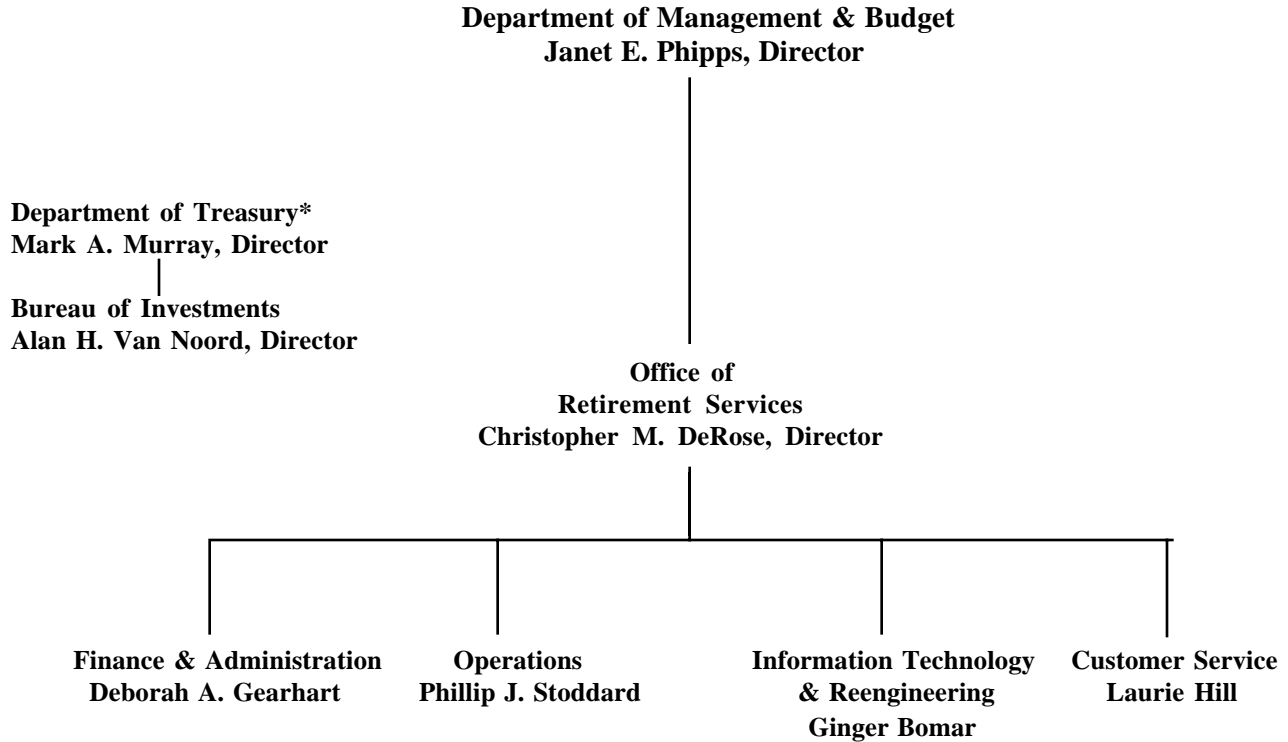 Department of Management & Budget
Janet E. Phipps, Director
Department of Treasury*
Mark A. Murray, Director
Bureau of Investments
Alan H. Van Noord, Director
Office of
Retirement Services
Christopher M. DeRose, Director
Finance & Administration
Deborah A. Gearhart
Operations
Phillip J. Stoddard
Information Technology
& Reengineering
Ginger Bomar
Customer Service
Laurie Hill